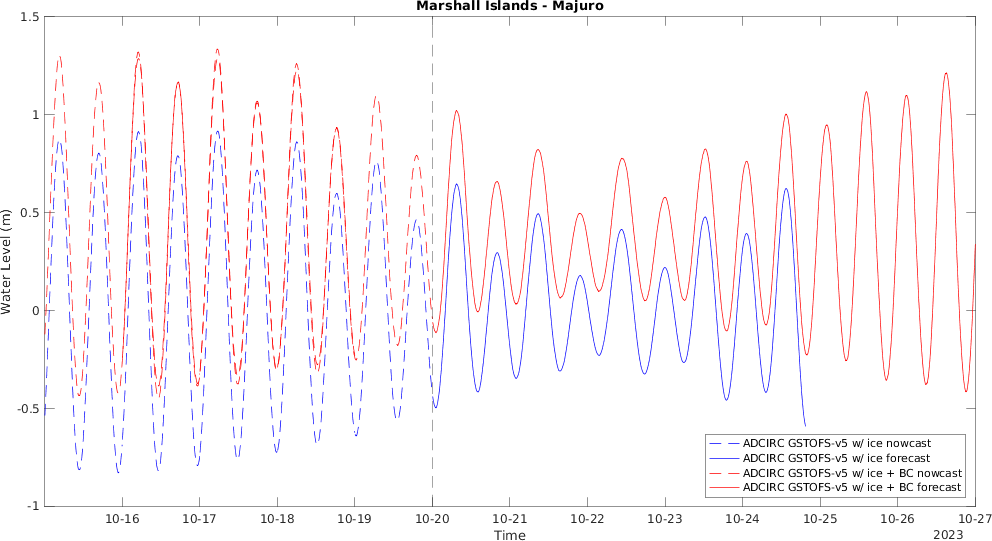 Marshall Islands - Majuro
1.5
1
0.5
0
-0.5
-1
Water Level (m)
ADCIRC GSTOFS-v5 w/ ice nowcast
ADCIRC GSTOFS-v5 w/ ice forecast
ADCIRC GSTOFS-v5 w/ ice + BC nowcast
ADCIRC GSTOFS-v5 w/ ice + BC forecast
10-16 10-17 10-18 10-19 10-20 10-21 10-22 10-23 10-24 10-25 10-26 10-27
Time
2023